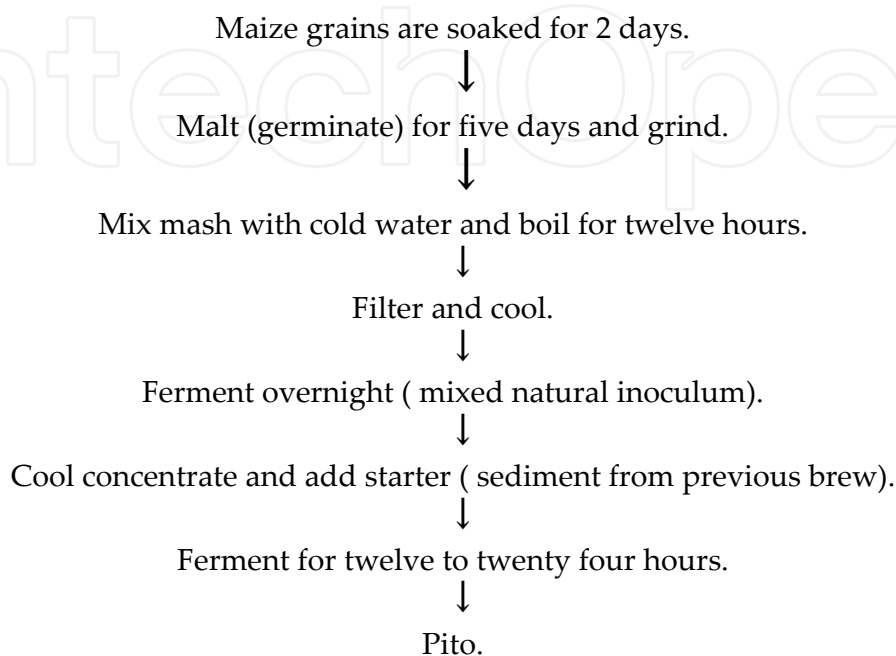 Maize grains are soaked for 2 days.
↓
Malt (germinate) for five days and grind.
↓
Mix mash with cold water and boil for twelve hours.
↓
Filter and cool.
↓
Ferment overnight ( mixed natural inoculum).
↓
Cool concentrate and add starter ( sediment from previous brew).
↓
Ferment for twelve to twenty four hours.
↓
Pito.